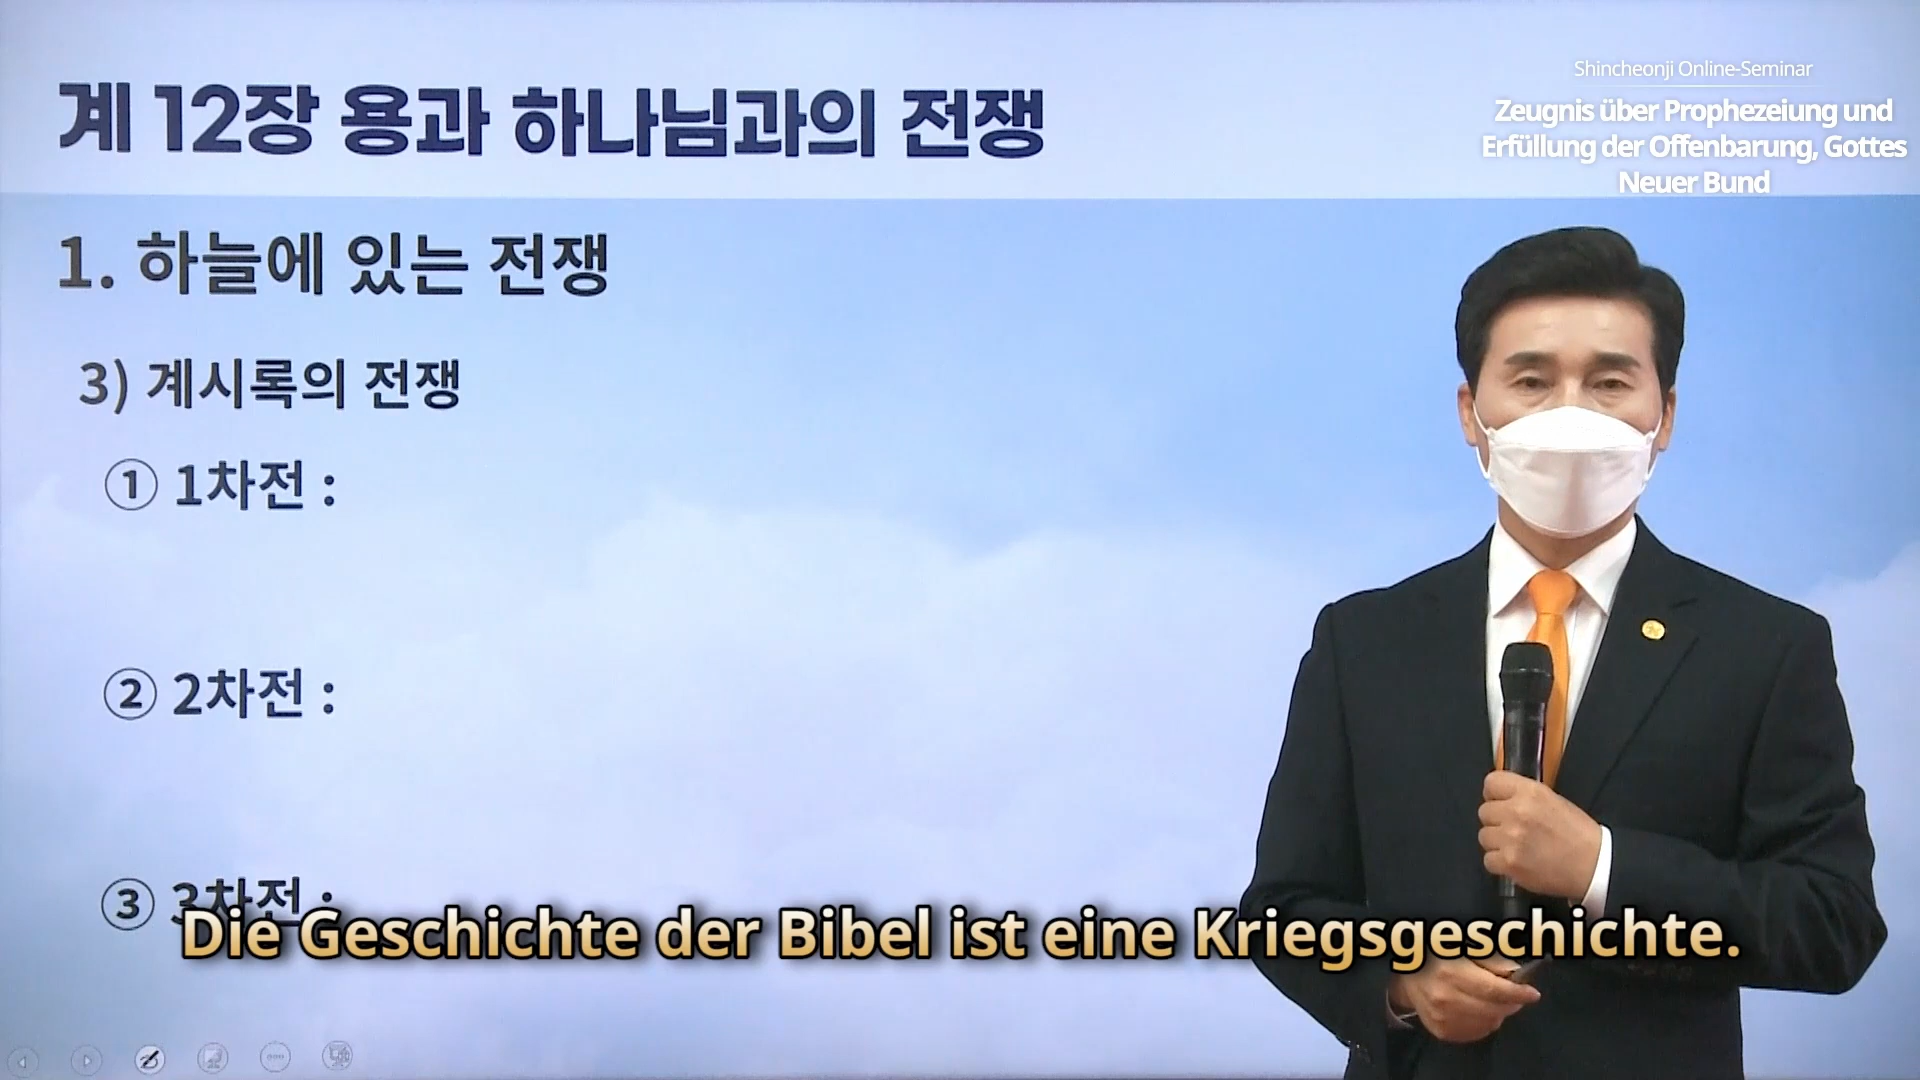 계 12장 용과 하나님과의 전쟁
Shincheonji Online-Seminar
Zeugnis über Prophezeiung und
Erfüllung der Offenbarung, Gottes
Neuer Bund
1. 하늘에 있는 전쟁
3) 계시록의 전쟁
① 1차전 :
② 2차전 :
③ 3차전 :
Die Geschichte der Bibel ist eine Kriegsgeschichte.